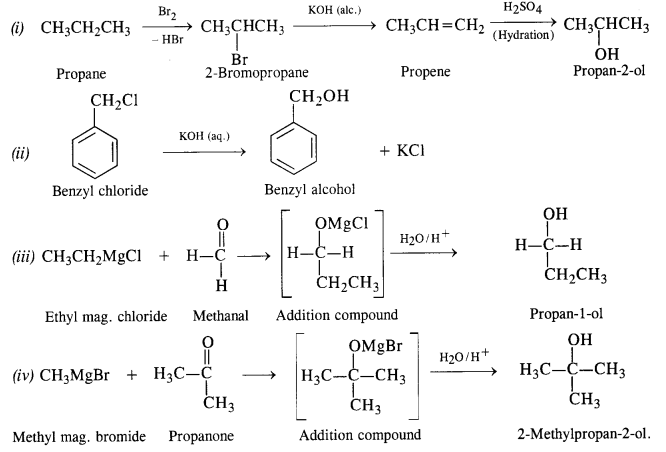 (i) CH₃CH₂CH₃ Br₂ – HBr CH₃CHCH₃ KOH (alc.) CH₃CH=CH₂ H₂SO₄ (Hydration) CH₃CHCH₃
Br OH
Propane 2-Bromopropane Propene Propan-2-ol
CH₂Cl CH₂OH
(ii) KOH (aq.) + KCl
Benzyl chloride Benzyl alcohol
O OMgCl OH
(iii) CH₃CH₂MgCl + H–C H–C–H H₂O/H⁺ H–C–H
H CH₂CH₃ CH₂CH₃
Ethyl mag. chloride Methanal Addition compound Propan-1-ol
O OMgBr OH
(iv) CH₃MgBr + H₃C–C H₃C–C–CH₃ H₂O/H⁺ H₃C–C–CH₃
CH₃ CH₃ CH₃
Methyl mag. bromide Propanone Addition compound 2-Methylpropan-2-ol.